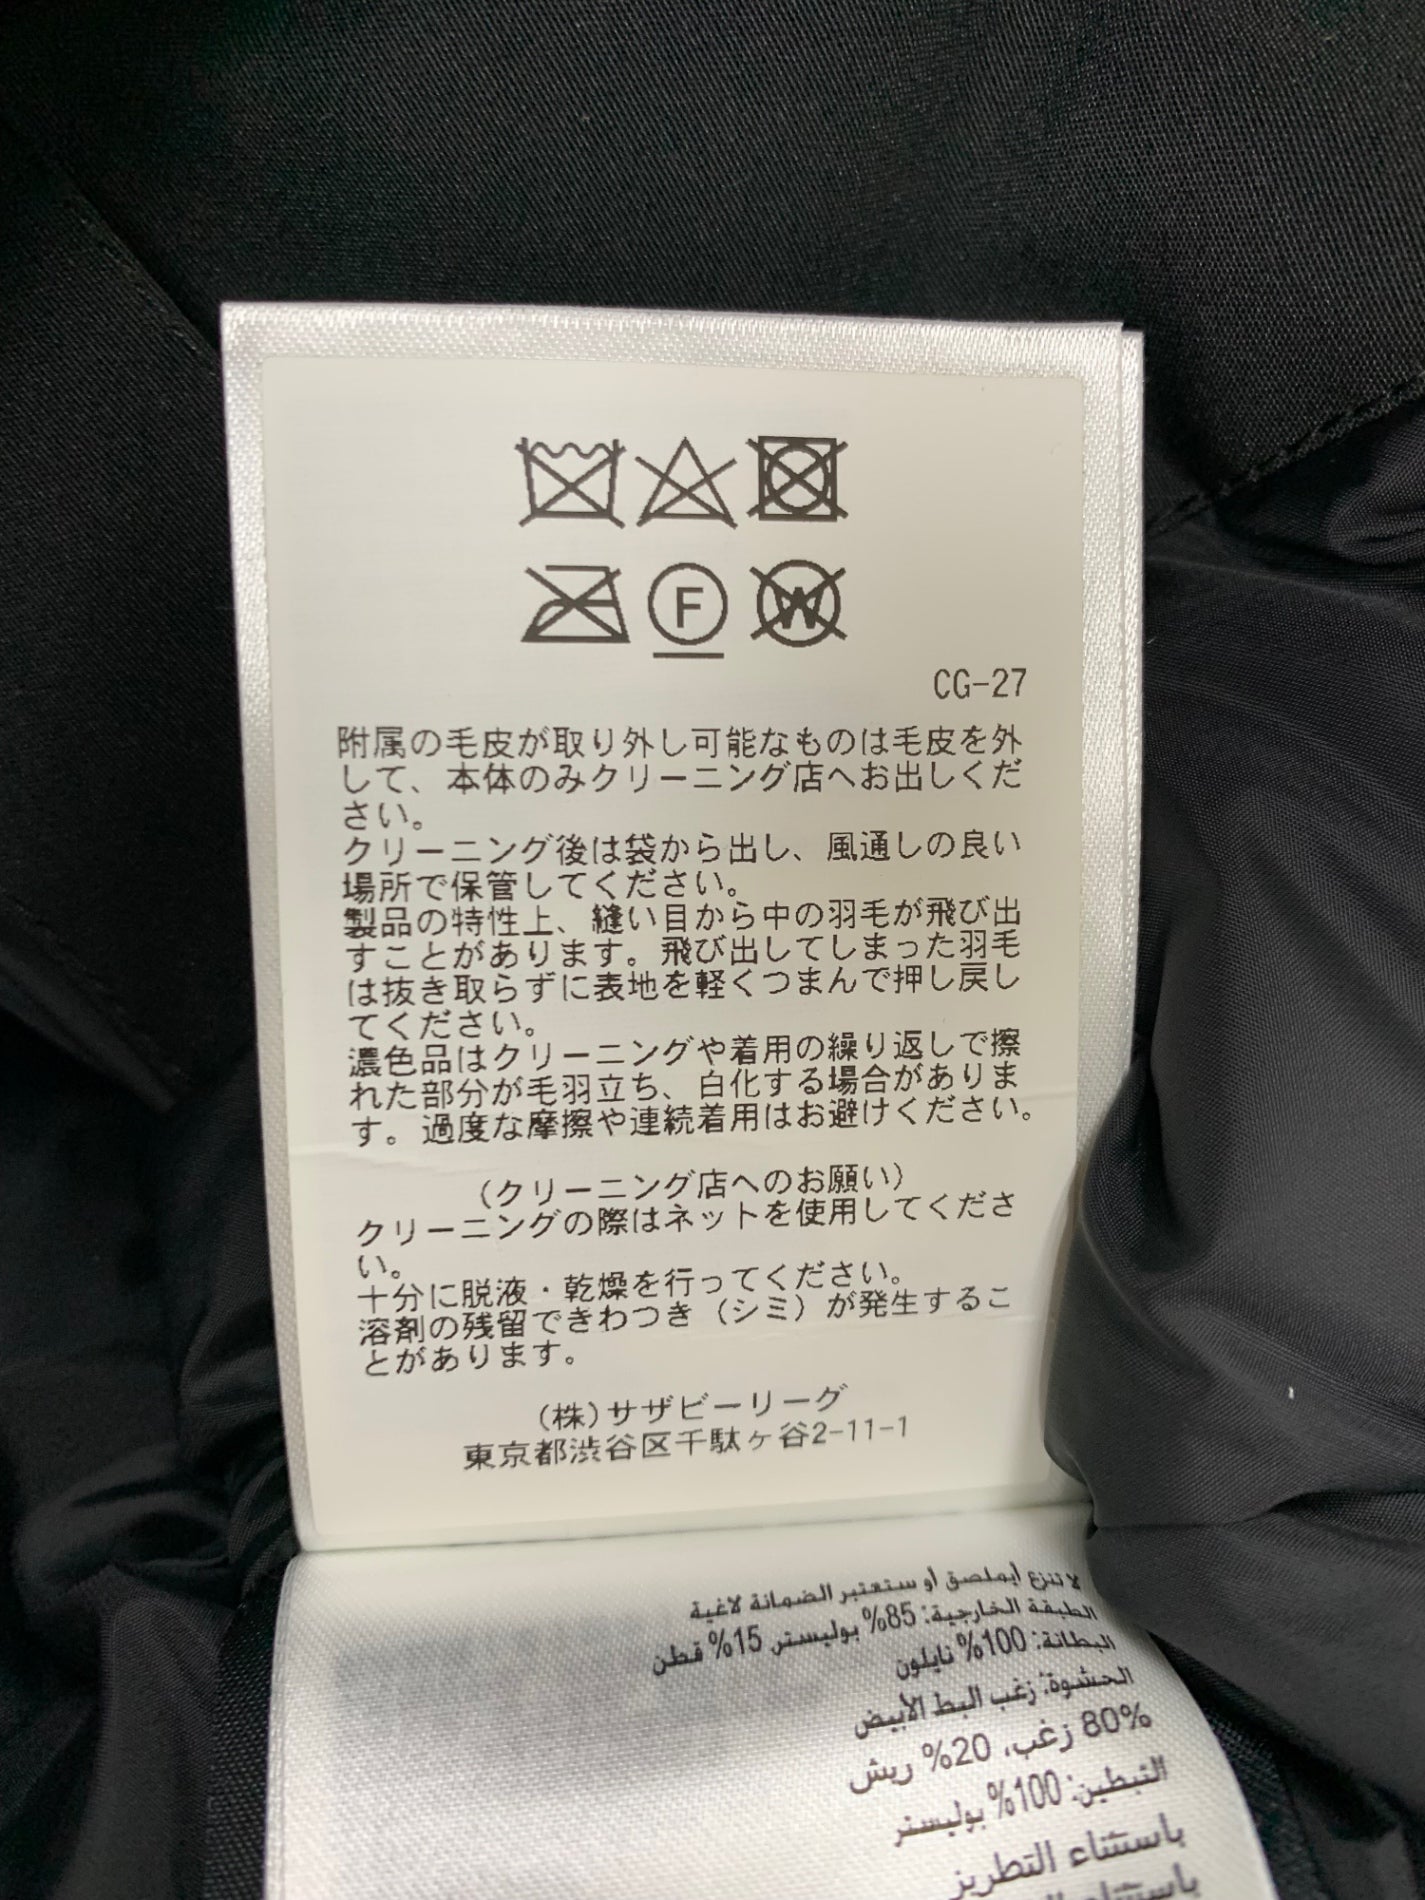 F
W
CG-27
附属の毛皮が取り外し可能なものは毛皮を外
して、本体のみクリーニング店へお出しくだ
さい。
クリーニング後は袋から出し、風通しの良い
場所で保管してください。
製品の特性上、縫い目から中の羽毛が飛び出
すことがあります。飛び出してしまった羽毛
は抜き取らずに表地を軽くつまんで押し戻し
てください。
濃色品はクリーニングや着用の繰り返しで擦
れた部分が毛羽立ち、白化する場合がありま
す。過度な摩擦や連続着用はお避けください。
(クリーニング店へのお願い)
クリーニングの際はネットを使用してくださ
い。
十分に脱液・乾燥を行ってください。
溶剤の残留できわつき（シミ）が発生するこ
とがあります。
(株)サザビーリーグ
東京都渋谷区千駄ヶ谷2-11-1
لا تنزع أيملصق أو ستعتبر الضمانة لاغية
الطبقة الخارجية: 85% بوليستر 15% قطن
البطانة: 100% نايلون
الحشوة: زغب البط الأبيض
80% زغب، 20% ريش
التبطين: 100% بوليستر
باستثناء التطريز